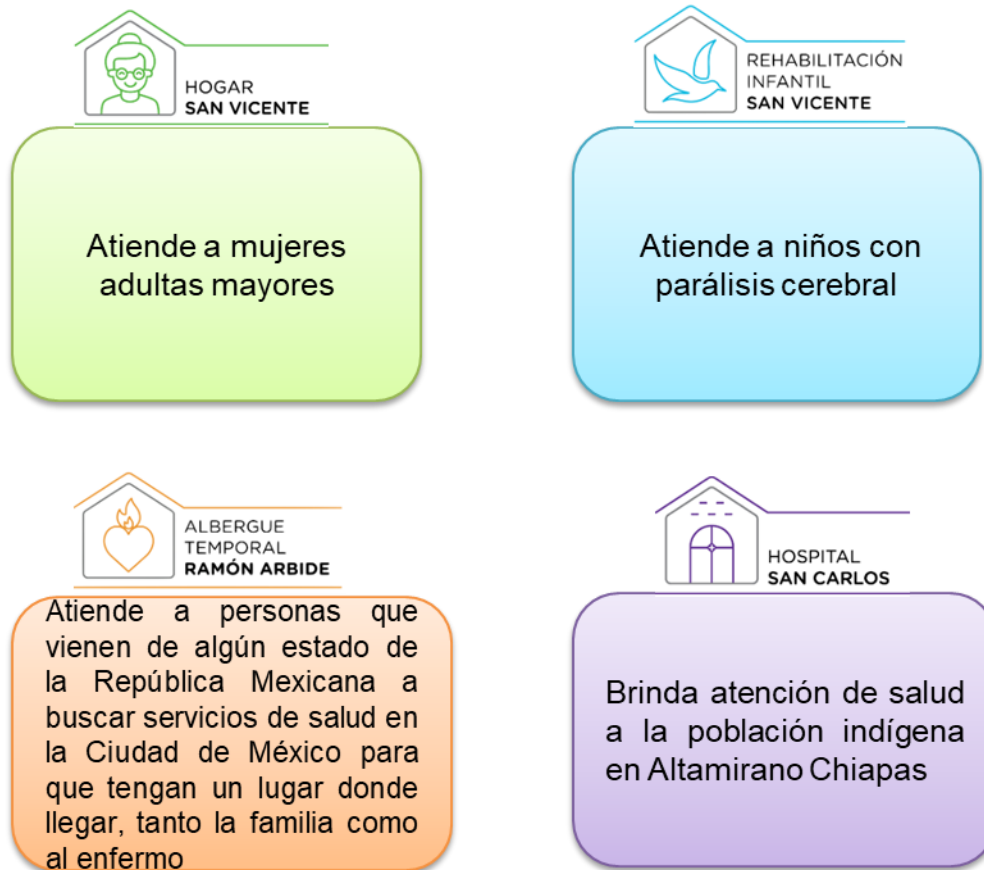 HOGAR
SAN VICENTE
Atiende a mujeres
adultas mayores
REHABILITACIÓN
INFANTIL
SAN VICENTE
Atiende a niños con
parálisis cerebral
ALBERGUE
TEMPORAL
RAMÓN ARBIDE
Atiende a personas que
vienen de algún estado de
la República Mexicana a
buscar servicios de salud en
la Ciudad de México para
que tengan un lugar donde
llegar, tanto la familia como
al enfermo
HOSPITAL
SAN CARLOS
Brinda atención de salud
a la población indígena
en Altamirano Chiapas